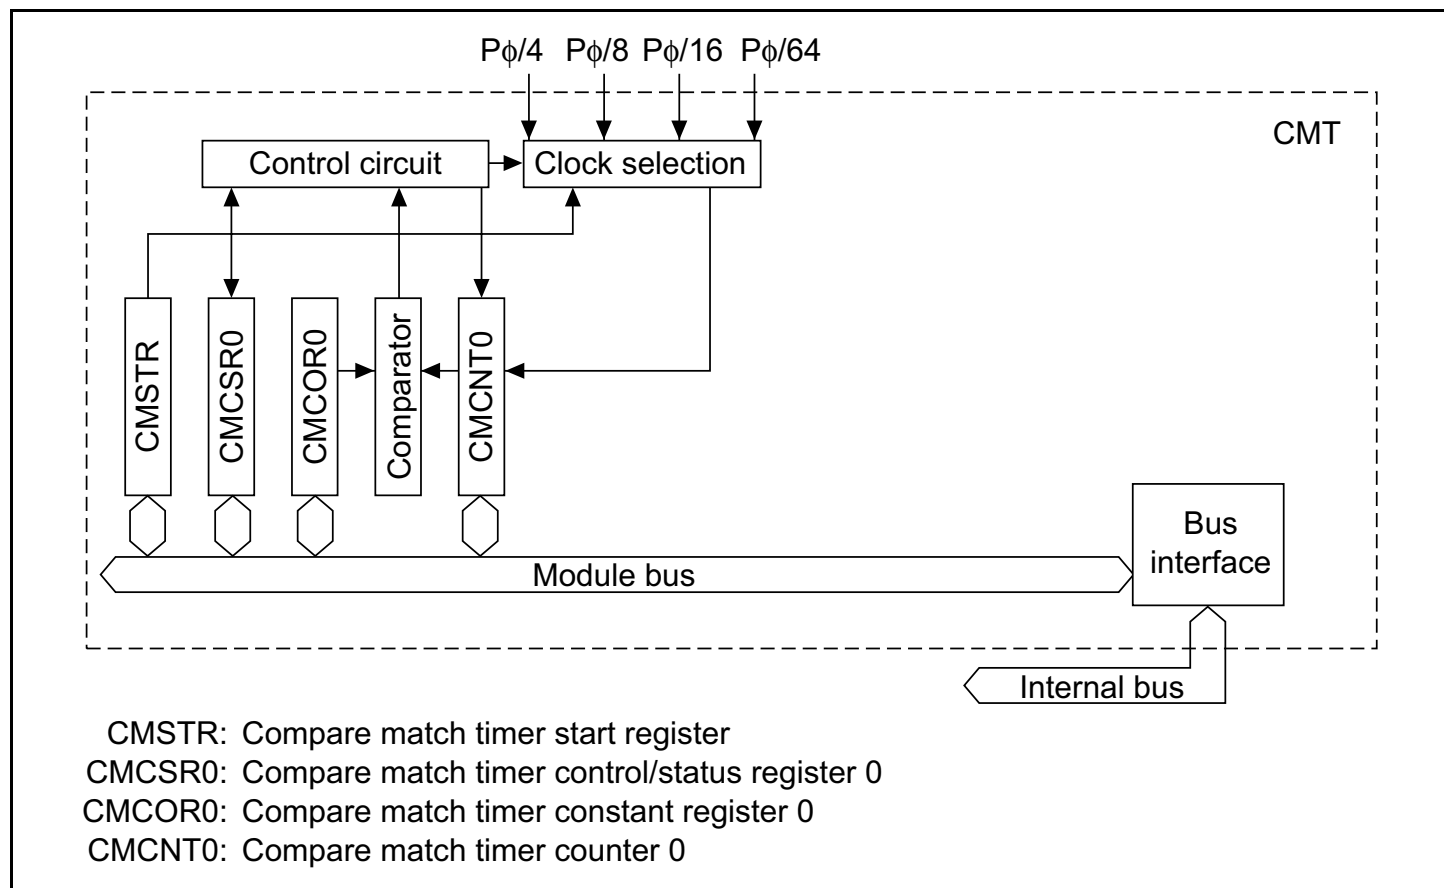 Pϕ/4 Pϕ/8 Pϕ/16 Pϕ/64
CMT
Control circuit
Clock selection
CMSTR
CMCSR0
CMCOR0
Comparator
CMCNT0
Bus
interface
Module bus
Internal bus
CMSTR: Compare match timer start register
CMCSR0: Compare match timer control/status register 0
CMCOR0: Compare match timer constant register 0
CMCNT0: Compare match timer counter 0